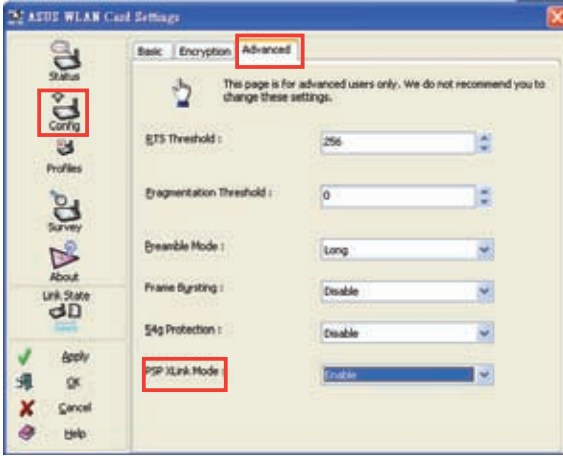 ASUS WLAN Card Settings
Status
Config
Profiles
Survey
About
Link State
Apply
OK
Cancel
Help
Basic Encryption Advanced
This page is for advanced users only. We do not recommend you to
change these settings.
RTS Threshold : 256
Fragmentation Threshold : 0
Preamble Mode : Long
Frame Bursting : Disable
54g Protection : Disable
PSP XLink Mode : Enable